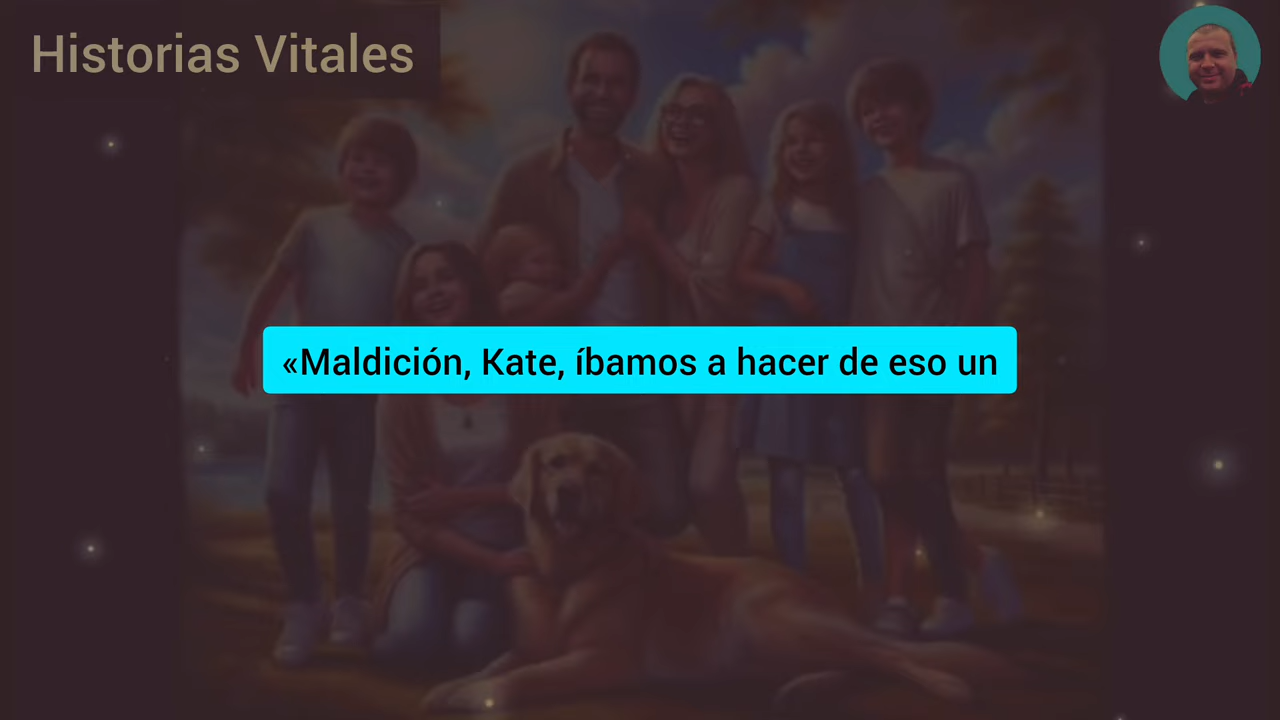 Historias Vitales
«Maldición, Kate, íbamos a hacer de eso un